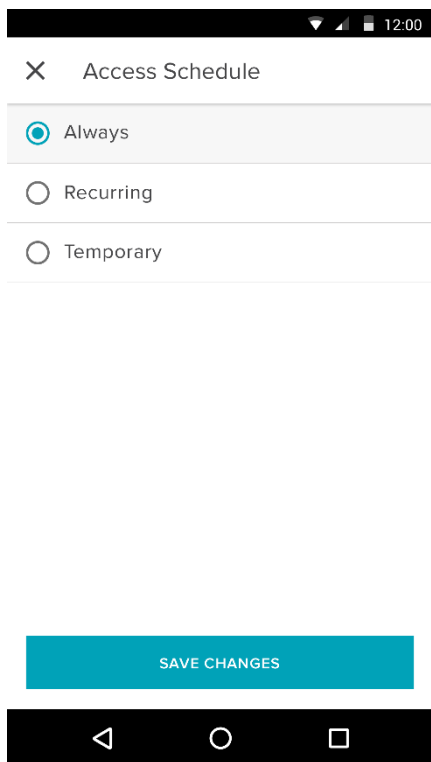 12:00
Access Schedule
Always
Recurring
Temporary
SAVE CHANGES